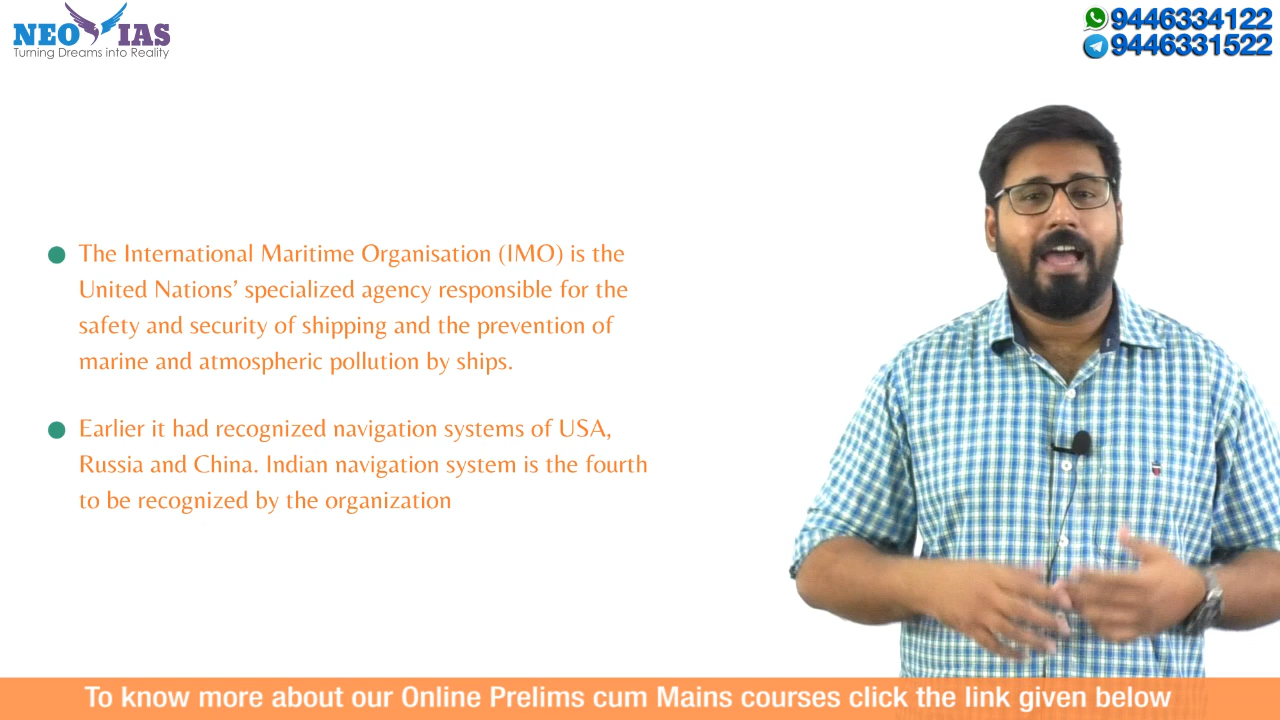 NEO IAS
Turning Dreams into Reality
9446334122
9446331522
The International Maritime Organisation (IMO) is the
United Nations’ specialized agency responsible for the
safety and security of shipping and the prevention of
marine and atmospheric pollution by ships.
Earlier it had recognized navigation systems of USA,
Russia and China. Indian navigation system is the fourth
to be recognized by the organization
To know more about our Online Prelims cum Mains courses click the link given below